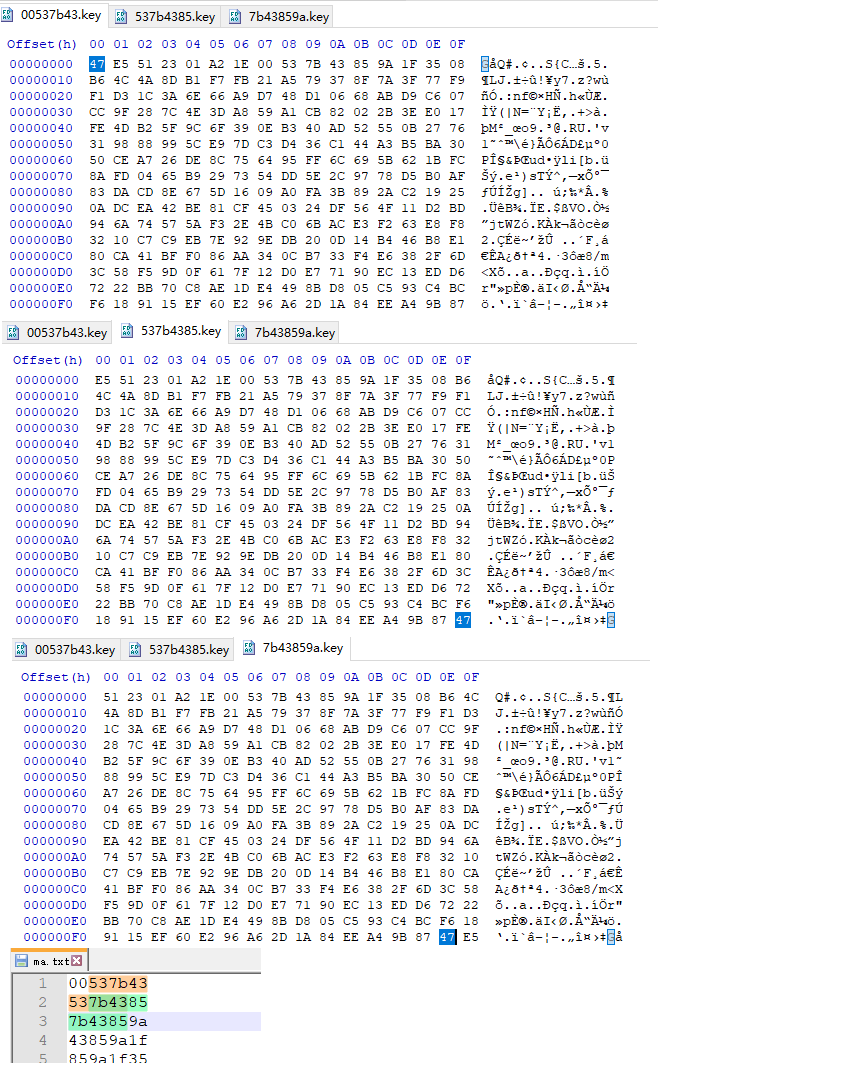 00537b43.key 537b4385.key 7b43859a.key
Offset(h) 00 01 02 03 04 05 06 07 08 09 0A 0B 0C 0D 0E 0F
00000000 47 E5 51 23 01 A2 1E 00 53 7B 43 85 9A 1F 35 08 GåQ#.¢..S{C…š.5.
00000010 B6 4C 4A 8D B1 F7 FB 21 A5 79 37 8F 7A 3F 77 F9 ¶LJ.±÷û!¥y7.z?wù
00000020 F1 D3 1C 3A 6E 66 A9 D7 48 D1 06 68 AB D9 C6 07 ñÓ.:nf©×HÑ.h«ÙÆ.
00000030 CC 9F 28 7C 4E 3D A8 59 A1 CB 82 02 2B 3E E0 17 ÌŸ(|N=¨Y¡Ë‚.+>à.
00000040 FE 4D B2 5F 9C 6F 39 0E B3 40 AD 52 55 0B 27 76 þM²_œo9.³@.RU.'v
00000050 31 98 88 99 5C E9 7D C3 D4 36 C1 44 A3 B5 BA 30 1˜ˆ™\é}ÃÔ6ÁD£µº0
00000060 50 CE A7 26 DE 8C 75 64 95 FF 6C 69 5B 62 1B FC PÎ§&ÞŒud•ÿli[b.ü
00000070 8A FD 04 65 B9 29 73 54 DD 5E 2C 97 78 D5 B0 AF Šý.e¹)sTÝ^,—xÕ°¯
00000080 83 DA CD 8E 67 5D 16 09 A0 FA 3B 89 2A C2 19 25 ƒÚÍŽg].. ú;‰*Â.%
00000090 0A DC EA 42 BE 81 CF 45 03 24 DF 56 4F 11 D2 BD .ÜêB¾.ÏE.$ßVO.Ò½
000000A0 94 6A 74 57 5A F3 2E 4B C0 6B AC E3 F2 63 E8 F8 ”jtWZó.KÀk¬ãòcèø
000000B0 32 10 C7 C9 EB 7E 92 9E DB 20 0D 14 B4 46 B8 E1 2.ÇÉë~’žÛ ..´F¸á
000000C0 80 CA 41 BF F0 86 AA 34 0C B7 33 F4 E6 38 2F 6D €ÊA¿ð†ª4.·3ôæ8/m
000000D0 3C 58 F5 9D 0F 61 7F 12 D0 E7 71 90 EC 13 ED D6 <Xõ..a..Ðçq.ì.íÖ
000000E0 72 22 BB 70 C8 AE 1D E4 49 8B D8 05 C5 93 C4 BC r"»pÈ®.äI‹Ø.Å“Ä¼
000000F0 F6 18 91 15 EF 60 E2 96 A6 2D 1A 84 EE A4 9B 87 ö.‘.ï`â–¦-.„î¤›‡
00537b43.key 537b4385.key 7b43859a.key
Offset(h) 00 01 02 03 04 05 06 07 08 09 0A 0B 0C 0D 0E 0F
00000000 E5 51 23 01 A2 1E 00 53 7B 43 85 9A 1F 35 08 B6 åQ#.¢..S{C…š.5.¶
00000010 4C 4A 8D B1 F7 FB 21 A5 79 37 8F 7A 3F 77 F9 F1 LJ.±÷û!¥y7.z?wùñ
00000020 D3 1C 3A 6E 66 A9 D7 48 D1 06 68 AB D9 C6 07 CC Ó.:nf©×HÑ.h«ÙÆ.Ì
00000030 9F 28 7C 4E 3D A8 59 A1 CB 82 02 2B 3E E0 17 FE Ÿ(|N=¨Y¡Ë‚.+>à.þ
00000040 4D B2 5F 9C 6F 39 0E B3 40 AD 52 55 0B 27 76 31 M²_œo9.³@.RU.'v1
00000050 98 88 99 5C E9 7D C3 D4 36 C1 44 A3 B5 BA 30 50 ˜ˆ™\é}ÃÔ6ÁD£µº0P
00000060 CE A7 26 DE 8C 75 64 95 FF 6C 69 5B 62 1B FC 8A Î§&ÞŒud•ÿli[b.üŠ
00000070 FD 04 65 B9 29 73 54 DD 5E 2C 97 78 D5 B0 AF 83 ý.e¹)sTÝ^,—xÕ°¯ƒ
00000080 DA CD 8E 67 5D 16 09 A0 FA 3B 89 2A C2 19 25 0A ÚÍŽg].. ú;‰*Â.%.
00000090 DC EA 42 BE 81 CF 45 03 24 DF 56 4F 11 D2 BD 94 ÜêB¾.ÏE.$ßVO.Ò½”
000000A0 6A 74 57 5A F3 2E 4B C0 6B AC E3 F2 63 E8 F8 32 jtWZó.KÀk¬ãòcèø2
000000B0 10 C7 C9 EB 7E 92 9E DB 20 0D 14 B4 46 B8 E1 80 .ÇÉë~’žÛ ..´F¸á€
000000C0 CA 41 BF F0 86 AA 34 0C B7 33 F4 E6 38 2F 6D 3C ÊA¿ð†ª4.·3ôæ8/m<
000000D0 58 F5 9D 0F 61 7F 12 D0 E7 71 90 EC 13 ED D6 72 Xõ..a..Ðçq.ì.íÖr
000000E0 22 BB 70 C8 AE 1D E4 49 8B D8 05 C5 93 C4 BC F6 "»pÈ®.äI‹Ø.Å“Ä¼ö
000000F0 18 91 15 EF 60 E2 96 A6 2D 1A 84 EE A4 9B 87 47 .‘.ï`â–¦-.„î¤›‡G
00537b43.key 537b4385.key 7b43859a.key
Offset(h) 00 01 02 03 04 05 06 07 08 09 0A 0B 0C 0D 0E 0F
00000000 51 23 01 A2 1E 00 53 7B 43 85 9A 1F 35 08 B6 4C Q#.¢..S{C…š.5.¶L
00000010 4A 8D B1 F7 FB 21 A5 79 37 8F 7A 3F 77 F9 F1 D3 J.±÷û!¥y7.z?wùñÓ
00000020 1C 3A 6E 66 A9 D7 48 D1 06 68 AB D9 C6 07 CC 9F .:nf©×HÑ.h«ÙÆ.ÌŸ
00000030 28 7C 4E 3D A8 59 A1 CB 82 02 2B 3E E0 17 FE 4D (|N=¨Y¡Ë‚.+>à.þM
00000040 B2 5F 9C 6F 39 0E B3 40 AD 52 55 0B 27 76 31 98 ²_œo9.³@.RU.'v1˜
00000050 88 99 5C E9 7D C3 D4 36 C1 44 A3 B5 BA 30 50 CE ˆ™\é}ÃÔ6ÁD£µº0PÎ
00000060 A7 26 DE 8C 75 64 95 FF 6C 69 5B 62 1B FC 8A FD §&ÞŒud•ÿli[b.üŠý
00000070 04 65 B9 29 73 54 DD 5E 2C 97 78 D5 B0 AF 83 DA .e¹)sTÝ^,—xÕ°¯ƒÚ
00000080 CD 8E 67 5D 16 09 A0 FA 3B 89 2A C2 19 25 0A DC ÍŽg].. ú;‰*Â.%.Ü
00000090 EA 42 BE 81 CF 45 03 24 DF 56 4F 11 D2 BD 94 6A êB¾.ÏE.$ßVO.Ò½”j
000000A0 74 57 5A F3 2E 4B C0 6B AC E3 F2 63 E8 F8 32 10 tWZó.KÀk¬ãòcèø2.
000000B0 C7 C9 EB 7E 92 9E DB 20 0D 14 B4 46 B8 E1 80 CA ÇÉë~’žÛ ..´F¸á€Ê
000000C0 41 BF F0 86 AA 34 0C B7 33 F4 E6 38 2F 6D 3C 58 A¿ð†ª4.·3ôæ8/m<X
000000D0 F5 9D 0F 61 7F 12 D0 E7 71 90 EC 13 ED D6 72 22 õ..a..Ðçq.ì.íÖr"
000000E0 BB 70 C8 AE 1D E4 49 8B D8 05 C5 93 C4 BC F6 18 »pÈ®.äI‹Ø.Å“Ä¼ö.
000000F0 91 15 EF 60 E2 96 A6 2D 1A 84 EE A4 9B 87 47 E5 ‘.ï`â–¦-.„î¤›‡Gå
ma.txt
1 00537b43
2 537b4385
3 7b43859a
4 43859a1f
5 859a1f35